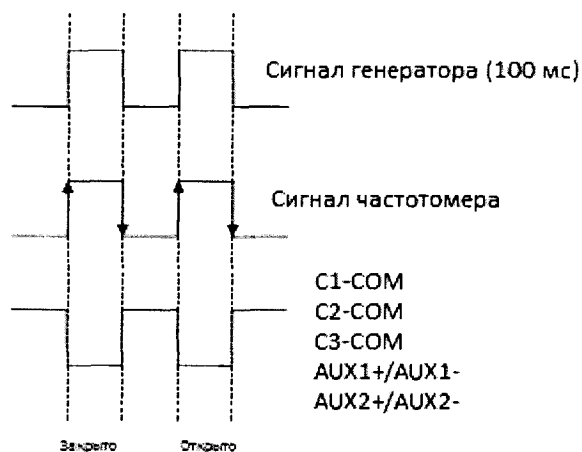 Сигнал генератора (100 мс)
Сигнал частотомера
C1-COM
C2-COM
C3-COM
AUX1+/AUX1-
AUX2+/AUX2-
Закрыто
Открыто